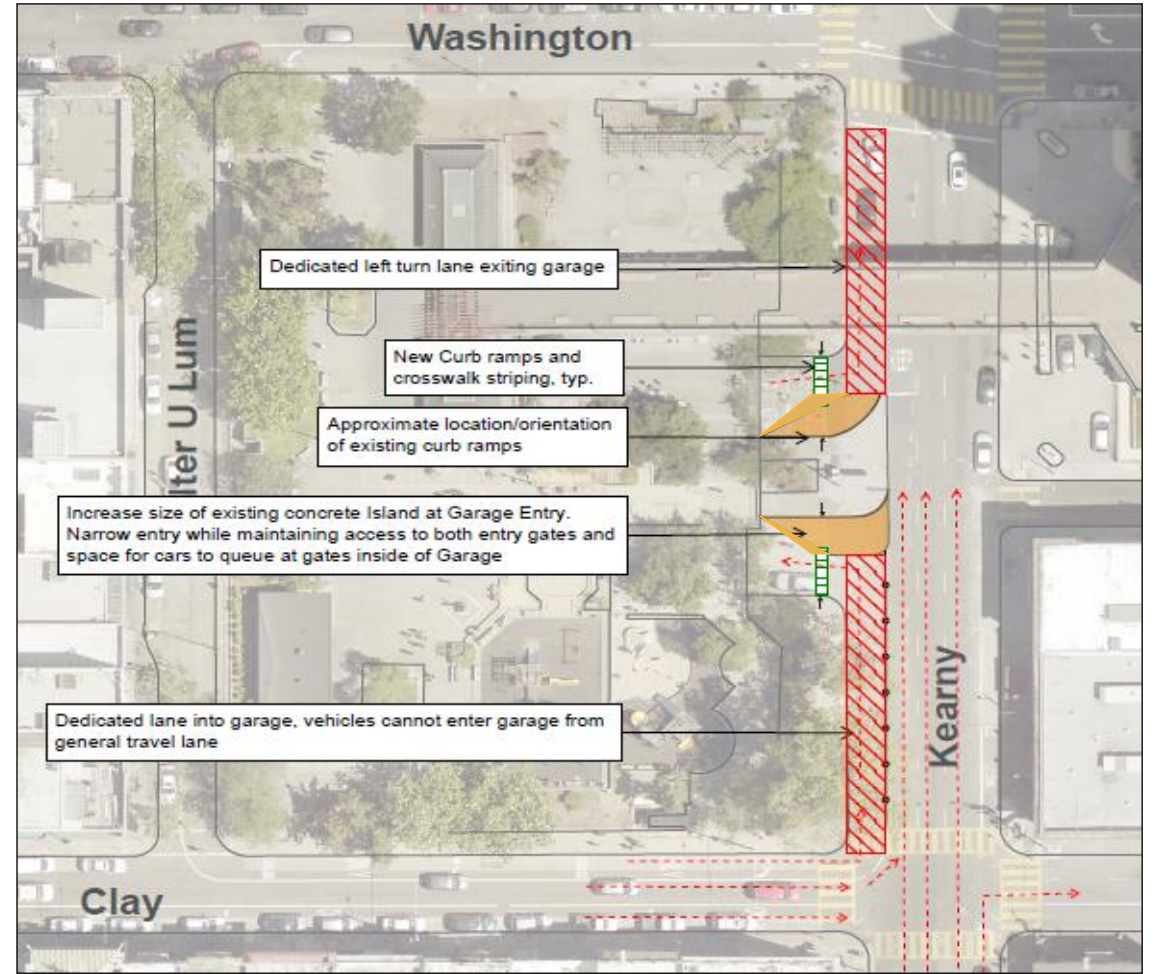 Washington
Dedicated left turn lane exiting garage
New Curb ramps and
crosswalk striping, typ.
Approximate location/orientation
of existing curb ramps
lter U Lum
Increase size of existing concrete Island at Garage Entry.
Narrow entry while maintaining access to both entry gates and
space for cars to queue at gates inside of Garage
Kearny
Dedicated lane into garage, vehicles cannot enter garage from
general travel lane
Clay